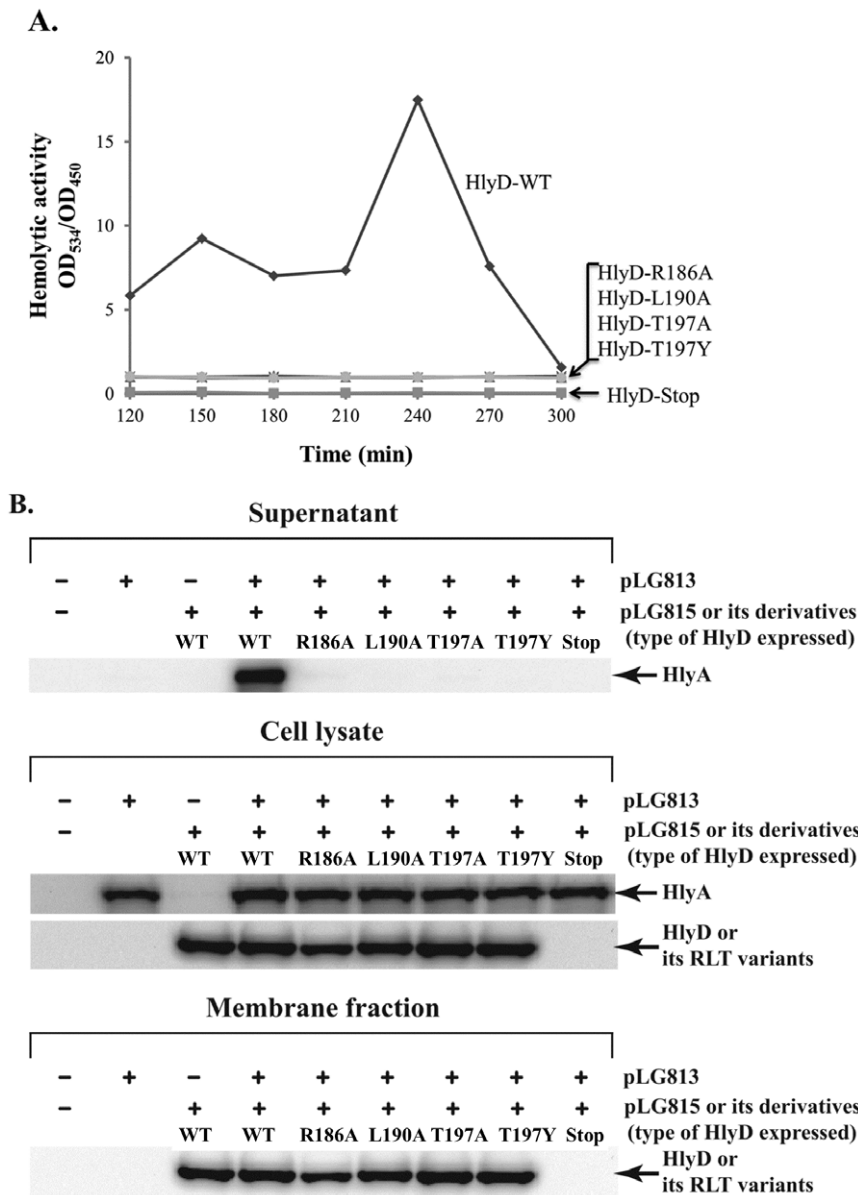 A.
20
15
10
5
0
Hemolytic activity
OD534/OD450
HlyD-WT
HlyD-R186A
HlyD-L190A
HlyD-T197A
HlyD-T197Y
HlyD-Stop
120 150 180 210 240 270 300
Time (min)
B.
Supernatant
− + − + + + + + + pLG813
− + + + + + + + pLG815 or its derivatives
WT WT R186A L190A T197A T197Y Stop (type of HlyD expressed)
HlyA
Cell lysate
− + − + + + + + + pLG813
− + + + + + + + pLG815 or its derivatives
WT WT R186A L190A T197A T197Y Stop (type of HlyD expressed)
HlyA
HlyD or
its RLT variants
Membrane fraction
− + − + + + + + + pLG813
− + + + + + + + pLG815 or its derivatives
WT WT R186A L190A T197A T197Y Stop (type of HlyD expressed)
HlyD or
its RLT variants